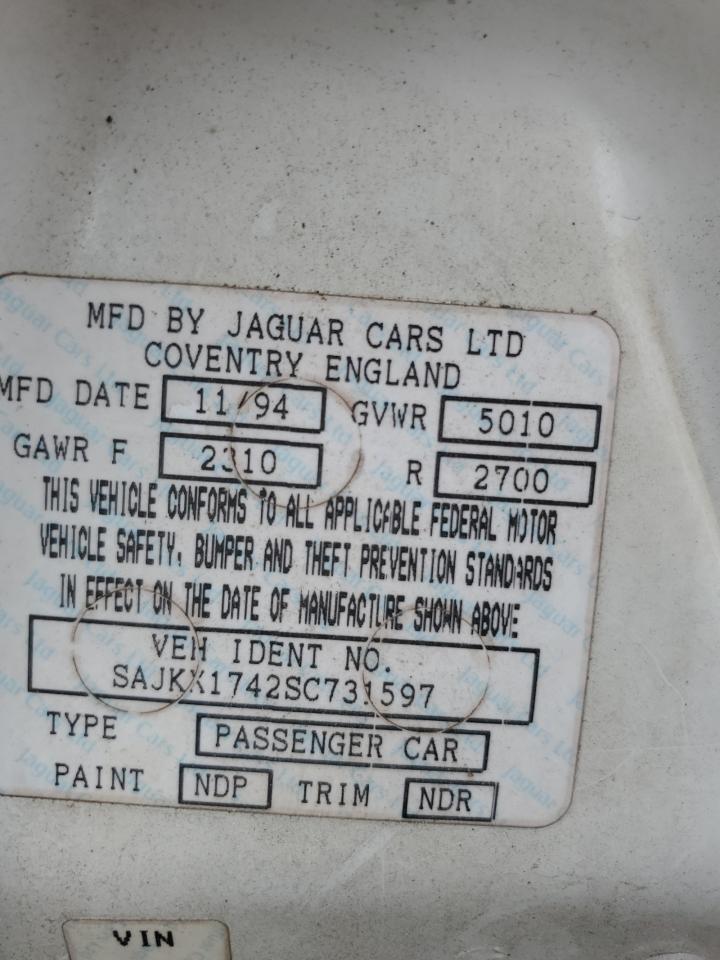 MFD BY JAGUAR CARS LTD
COVENTRY ENGLAND
MFD DATE 11/94 GVWR 5010
GAWR F 2310 R 2700
THIS VEHICLE CONFORMS TO ALL APPLICABLE FEDERAL MOTOR
VEHICLE SAFETY, BUMPER AND THEFT PREVENTION STANDARDS
IN EFFECT ON THE DATE OF MANUFACTURE SHOWN ABOVE
VEH IDENT NO.
SAJKX1742SC731597
TYPE PASSENGER CAR
PAINT NDP TRIM NDR
VIN